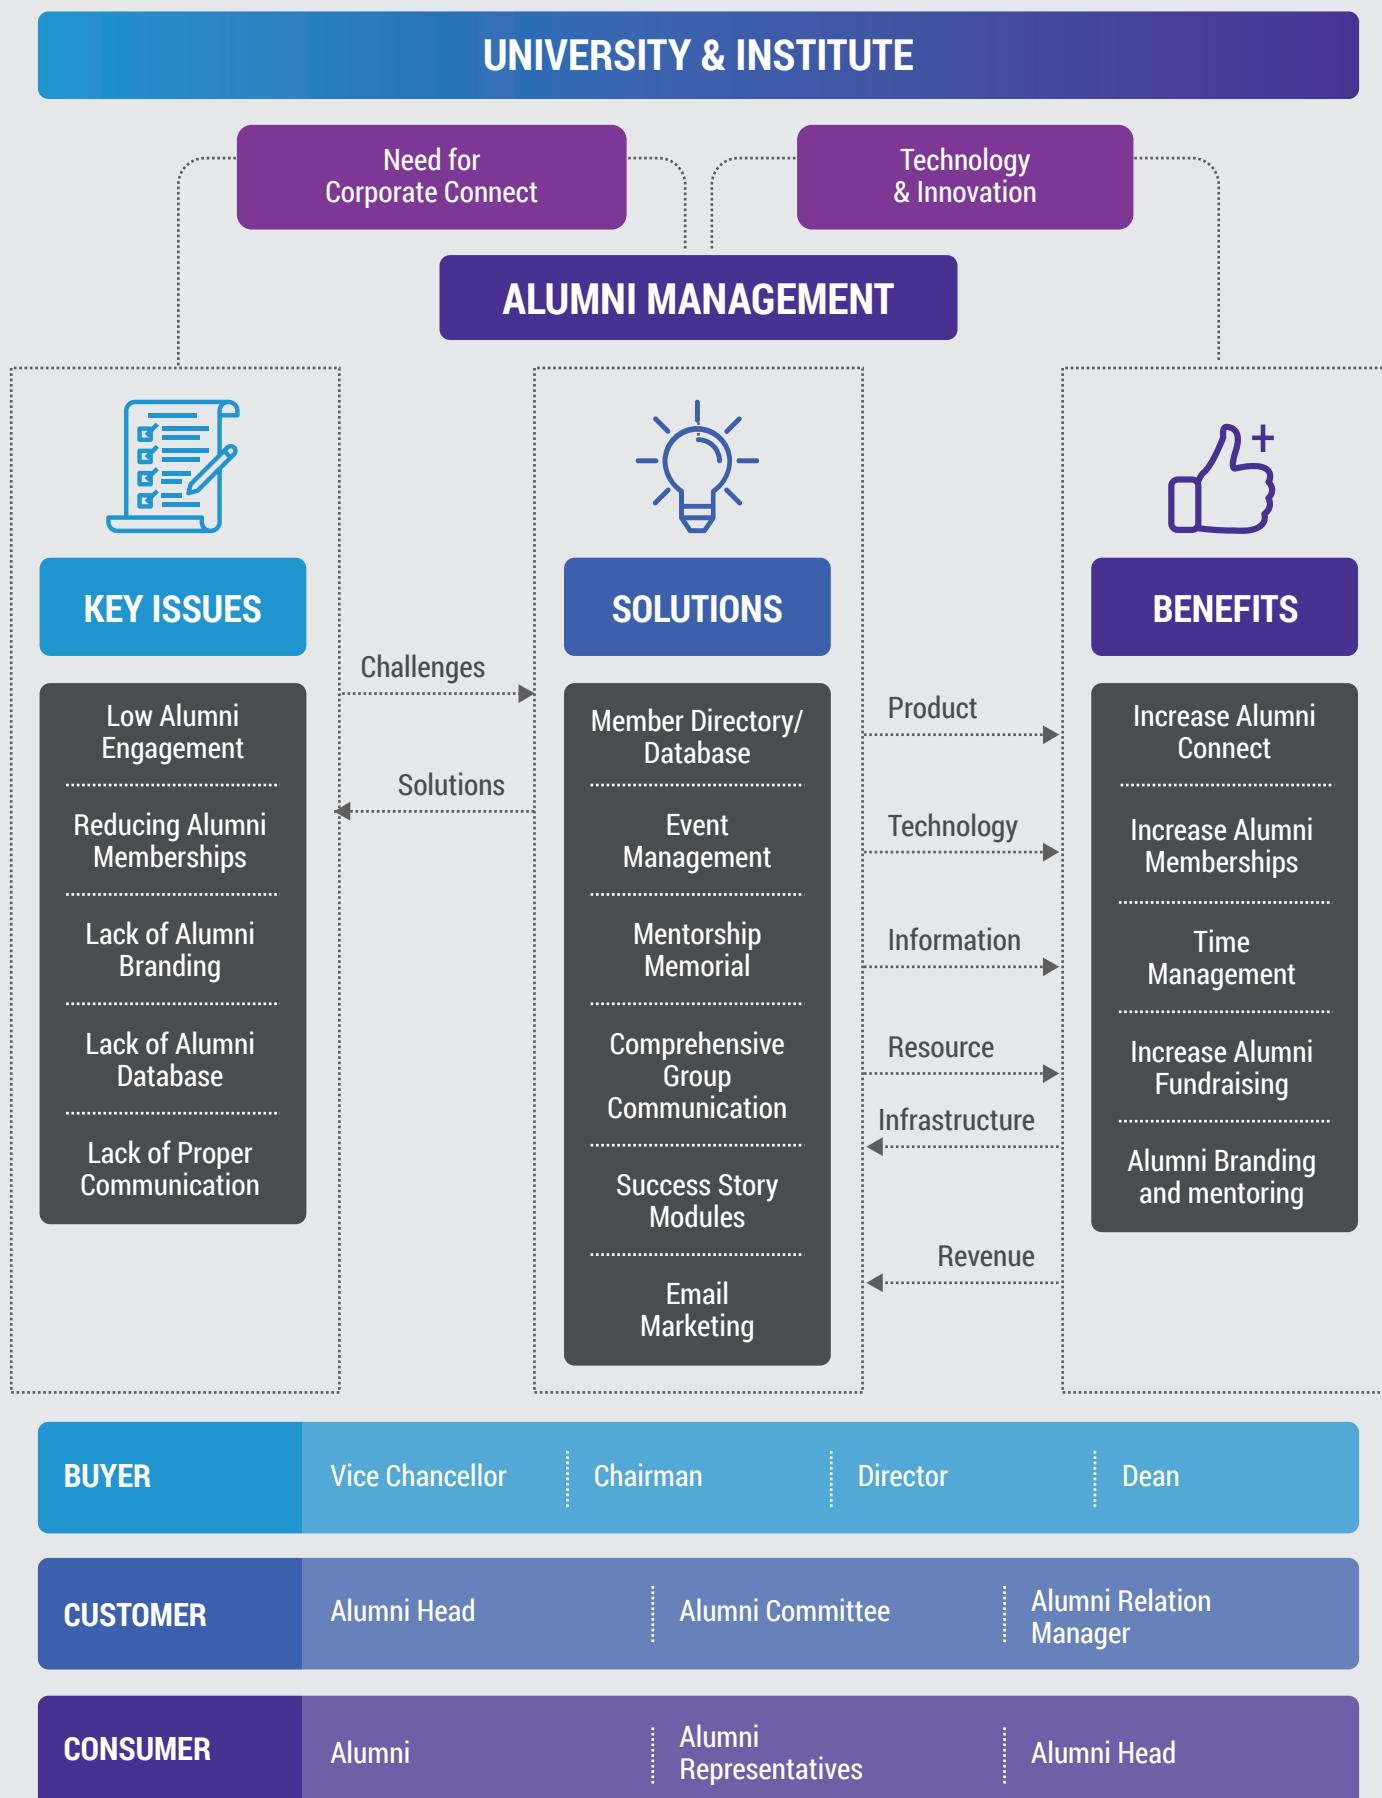 UNIVERSITY & INSTITUTE
Need for
Corporate Connect
Technology
& Innovation
ALUMNI MANAGEMENT
KEY ISSUES
Low Alumni
Engagement
Reducing Alumni
Memberships
Lack of Alumni
Branding
Lack of Alumni
Database
Lack of Proper
Communication
Challenges
Solutions
SOLUTIONS
Member Directory/
Database
Event
Management
Mentorship
Memorial
Comprehensive
Group
Communication
Success Story
Modules
Email
Marketing
Product
Technology
Information
Resource
Infrastructure
Revenue
BENEFITS
Increase Alumni
Connect
Increase Alumni
Memberships
Time
Management
Increase Alumni
Fundraising
Alumni Branding
and mentoring
BUYER
Vice Chancellor
Chairman
Director
Dean
CUSTOMER
Alumni Head
Alumni Committee
Alumni Relation
Manager
CONSUMER
Alumni
Alumni
Representatives
Alumni Head